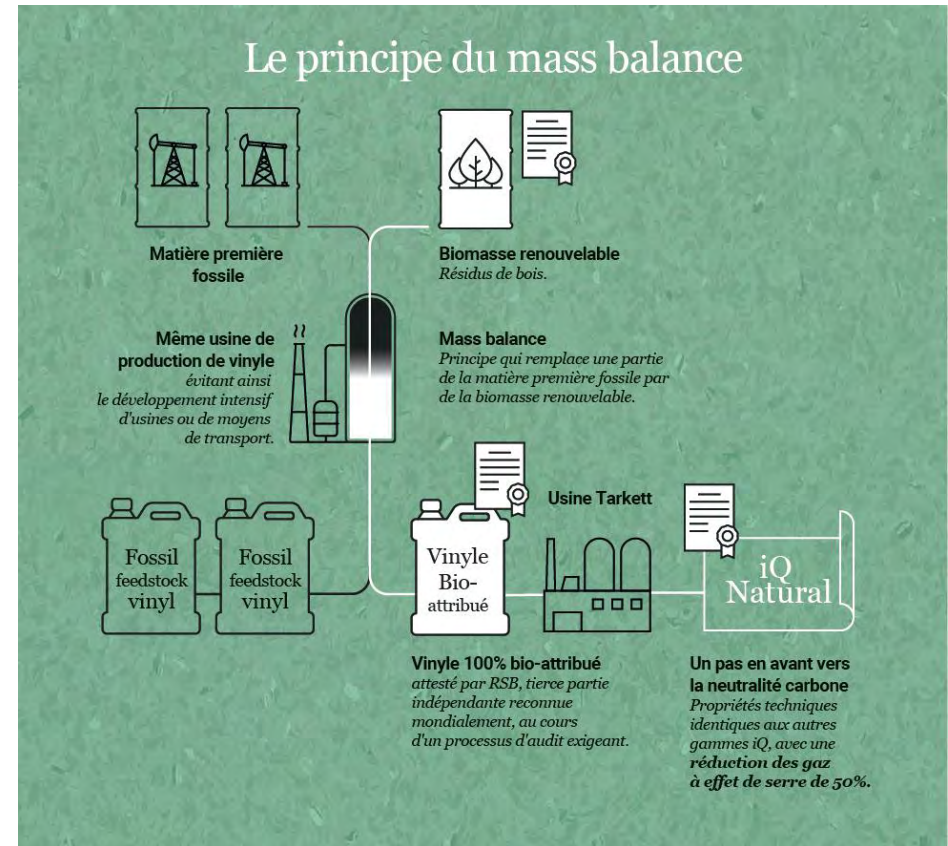 Le principe du mass balance
Matière première
fossile
Biomasse renouvelable
Résidus de bois.
Même usine de
production de vinyle
évitant ainsi
le développement intensif
d'usines ou de moyens
de transport.
Mass balance
Principe qui remplace une partie
de la matière première fossile par
de la biomasse renouvelable.
Fossil
feedstock
vinyl
Fossil
feedstock
vinyl
Vinyle
Bio-
attribué
Usine Tarkett
iQ
Natural
Vinyle 100% bio-attribué
attesté par RSB, tierce partie
indépendante reconnue
mondialement, au cours
d'un processus d'audit exigeant.
Un pas en avant vers
la neutralité carbone
Propriétés techniques
identiques aux autres
gammes iQ, avec une
réduction des gaz
à effet de serre de 50%.